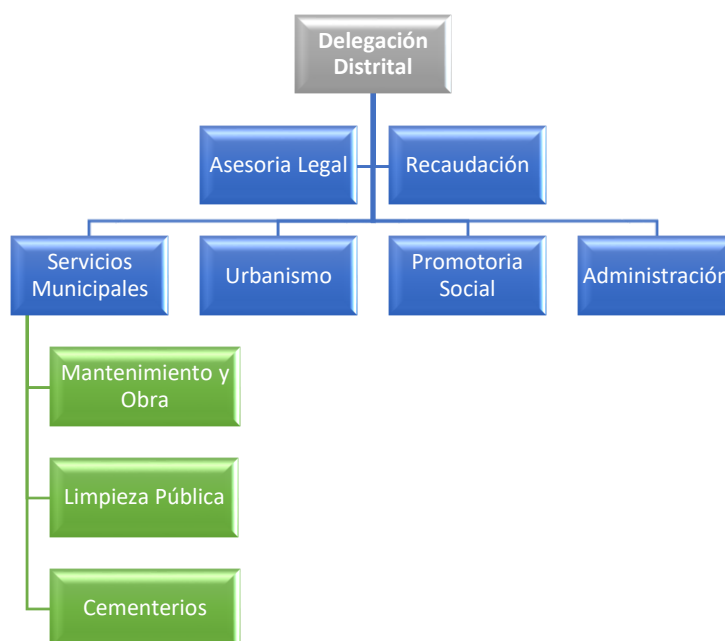 Delegación
Distrital
Asesoria Legal
Recaudación
Servicios
Municipales
Urbanismo
Promotoria
Social
Administración
Mantenimiento y
Obra
Limpieza Pública
Cementerios